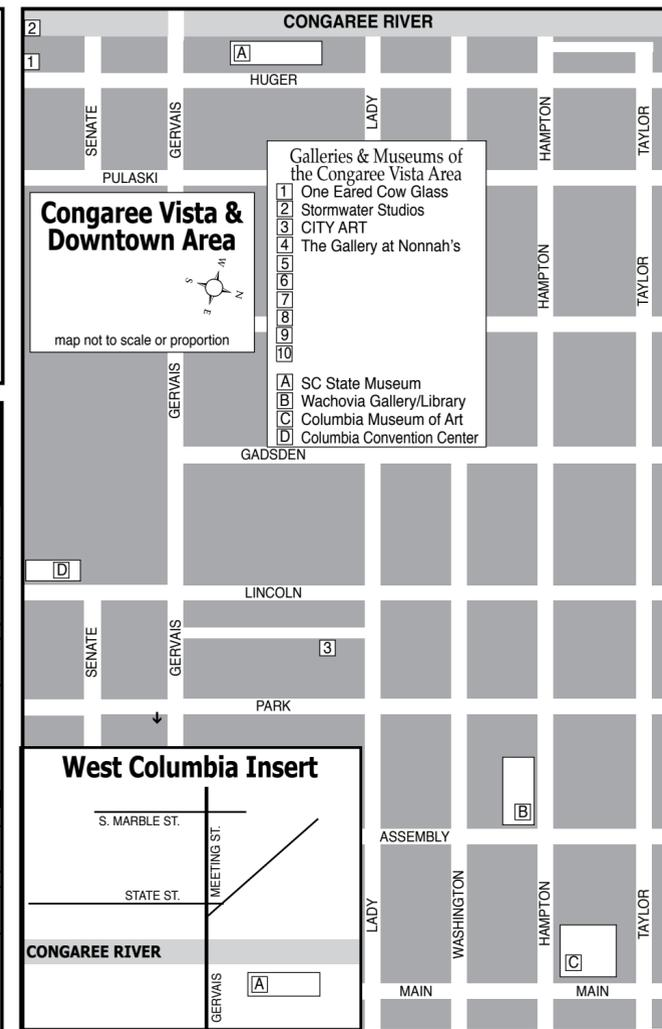 CONGAREE RIVER
2
A
1
HUGER
SENATE
GERVAIS
LADY
HAMPTON
TAYLOR
PULASKI
Galleries & Museums of
the Congaree Vista Area
1 One Eared Cow Glass
2 Stormwater Studios
3 CITY ART
4 The Gallery at Nonnah's
5
6
7
8
9
10
A SC State Museum
B Wachovia Gallery/Library
C Columbia Museum of Art
D Columbia Convention Center
Congaree Vista &
Downtown Area
W
S
N
E
map not to scale or proportion
HAMPTON
TAYLOR
GERVAIS
GADSDEN
D
LINCOLN
SENATE
GERVAIS
3
PARK
West Columbia Insert
S. MARBLE ST.
MEETING ST.
STATE ST.
CONGAREE RIVER
GERVAIS
A
B
ASSEMBLY
LADY
WASHINGTON
HAMPTON
TAYLOR
C
MAIN
MAIN